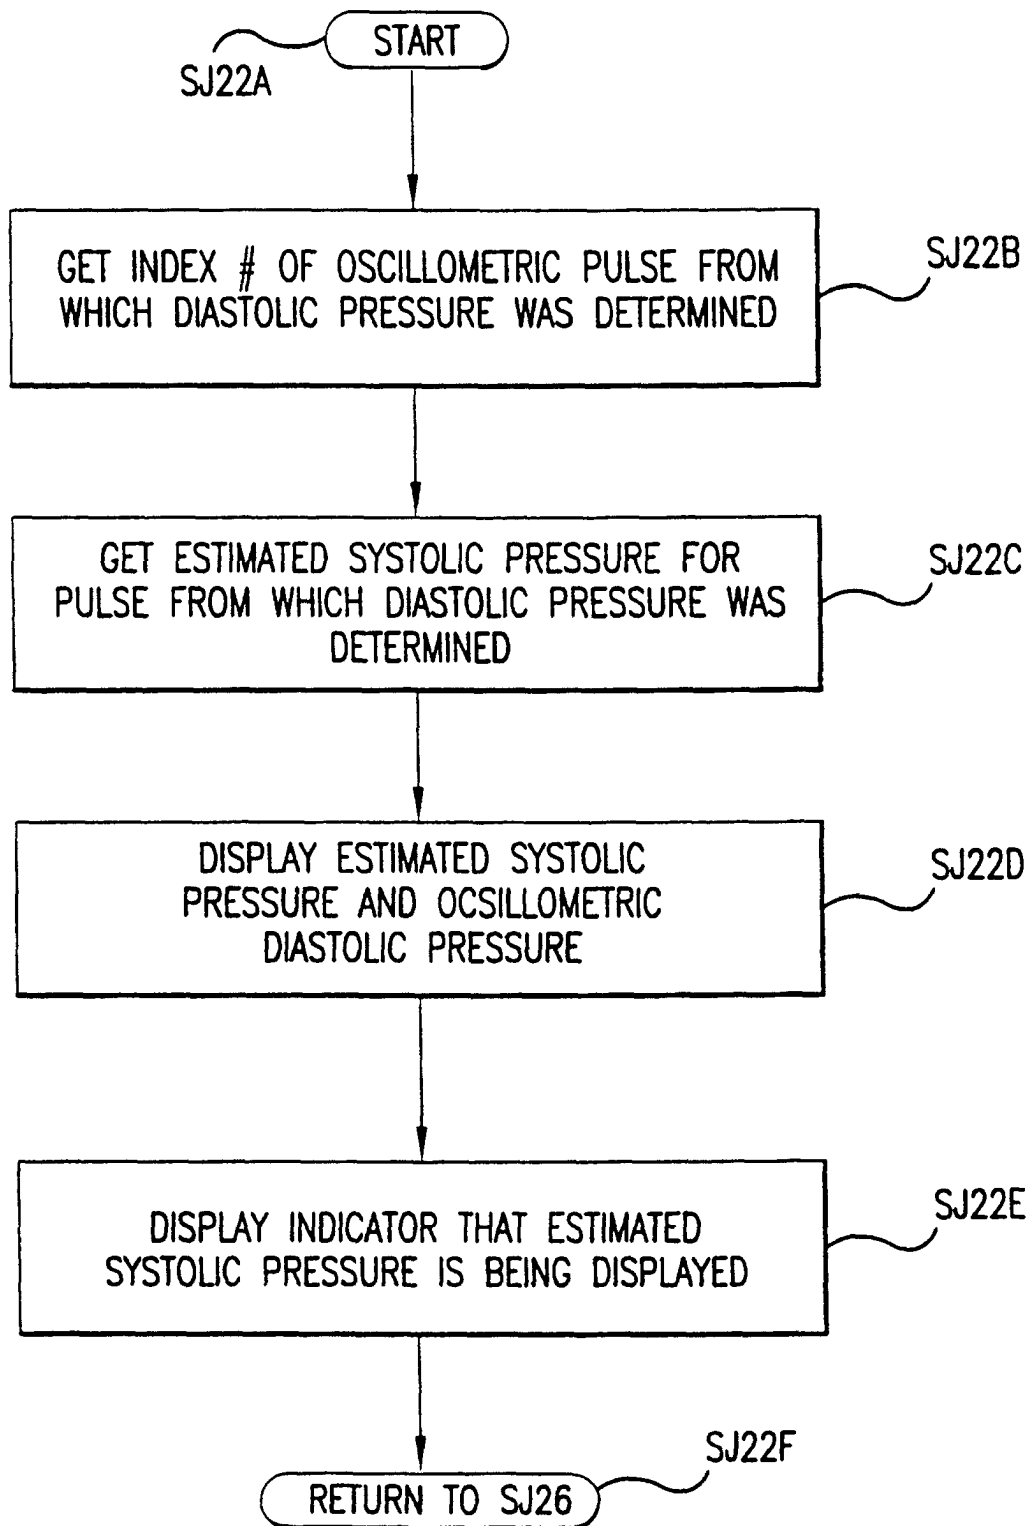 START
SJ22A
GET INDEX # OF OSCILLOMETRIC PULSE FROM
WHICH DIASTOLIC PRESSURE WAS DETERMINED
SJ22B
GET ESTIMATED SYSTOLIC PRESSURE FOR
PULSE FROM WHICH DIASTOLIC PRESSURE WAS
DETERMINED
SJ22C
DISPLAY ESTIMATED SYSTOLIC
PRESSURE AND OCSILLOMETRIC
DIASTOLIC PRESSURE
SJ22D
DISPLAY INDICATOR THAT ESTIMATED
SYSTOLIC PRESSURE IS BEING DISPLAYED
SJ22E
RETURN TO SJ26
SJ22F